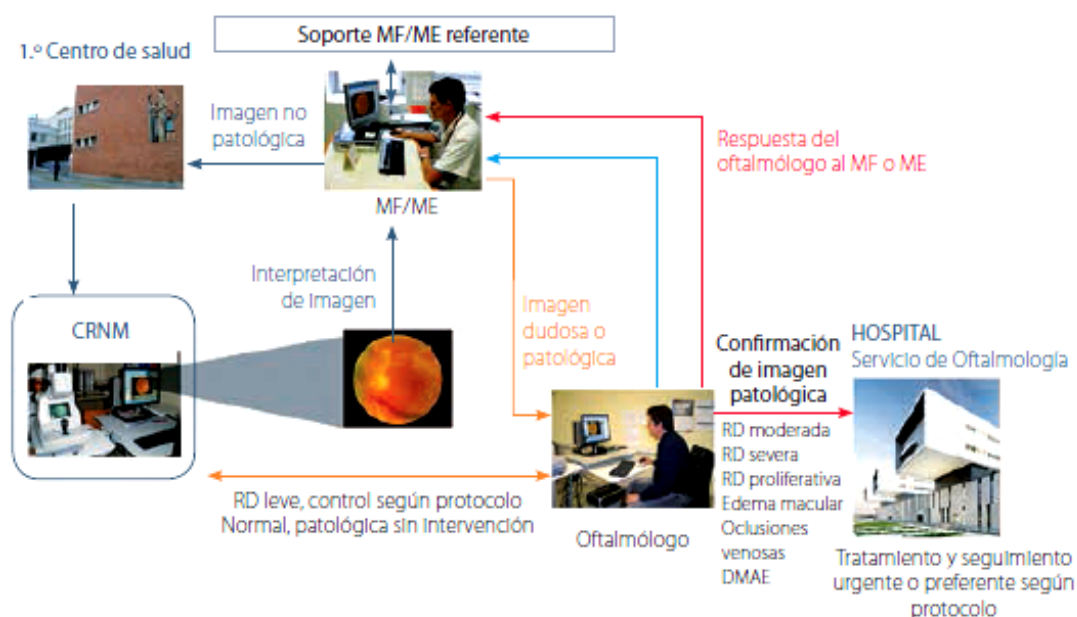 Soporte MF/ME referente
1.º Centro de salud
Imagen no
patológica
MF/ME
Respuesta del
oftalmólogo al MF o ME
Interpretación
de imagen
Imagen
dudosa o
patológica
CRNM
RD leve, control según protocolo
Normal, patológica sin intervención
Oftalmólogo
Confirmación
de imagen
patológica
RD moderada
RD severa
RD proliferativa
Edema macular
Oclusiones
venosas
DMAE
HOSPITAL
Servicio de Oftalmología
Tratamiento y seguimiento
urgente o preferente según
protocolo